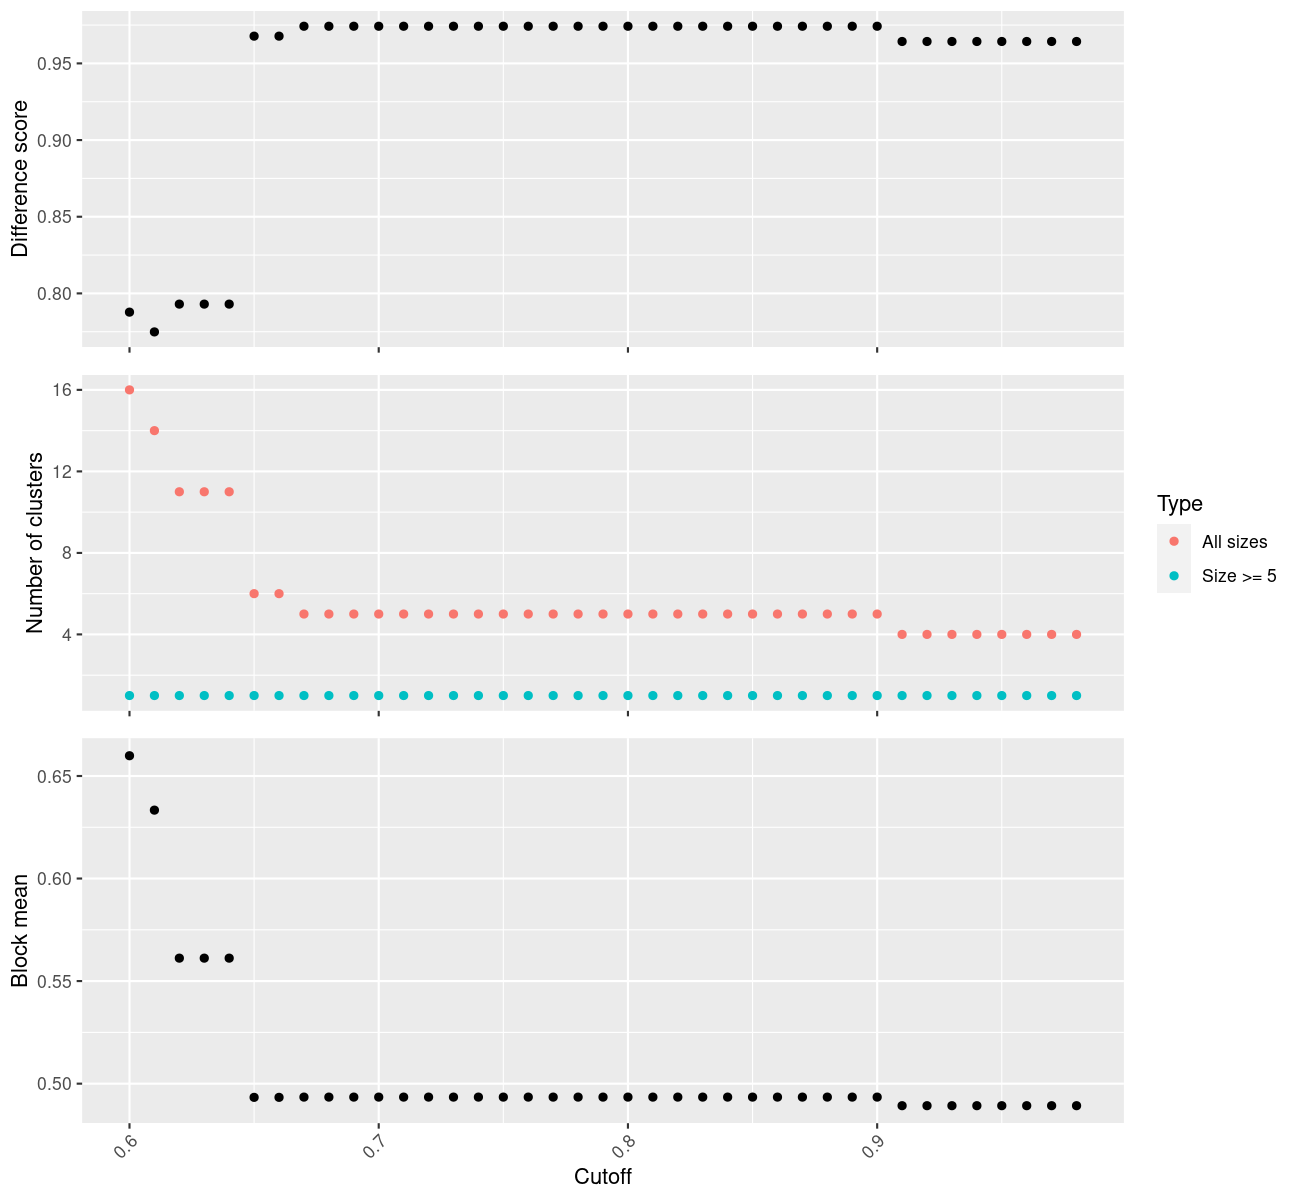 Difference score
0.95
0.90
0.85
0.80
Number of clusters
16
12
8
4
Type
All sizes
Size >= 5
Block mean
0.65
0.60
0.55
0.50
0.6
0.7
0.8
0.9
Cutoff